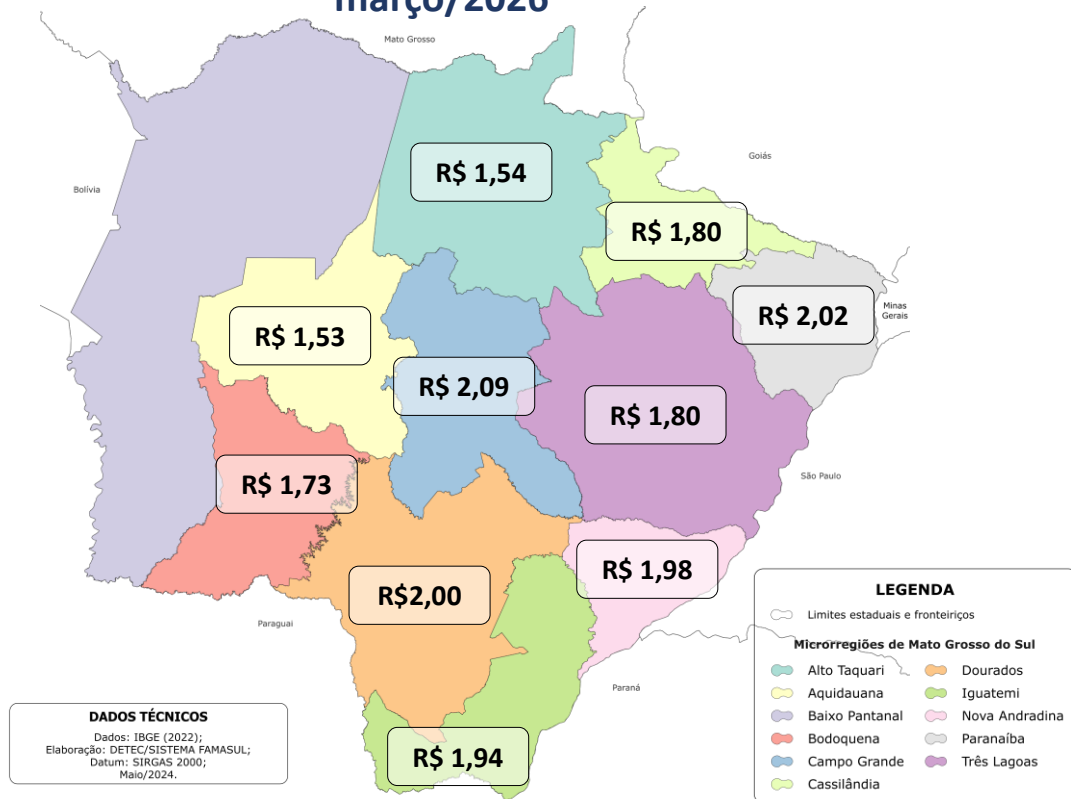 março/2026
Mato Grosso
Goiás
Bolívia
R$ 1,54
R$ 1,80
Minas
Gerais
R$ 2,02
R$ 1,53
R$ 2,09
R$ 1,80
São Paulo
R$ 1,73
R$ 1,98
R$2,00
Paraguai
Paraná
R$ 1,94
LEGENDA
Limites estaduais e fronteiriços
Microrregiões de Mato Grosso do Sul
Alto Taquari
Aquidauana
Baixo Pantanal
Bodoquena
Campo Grande
Cassilândia
Dourados
Iguatemi
Nova Andradina
Paranaíba
Três Lagoas
DADOS TÉCNICOS
Dados: IBGE (2022);
Elaboração: DETEC/SISTEMA FAMASUL;
Datum: SIRGAS 2000;
Maio/2024.